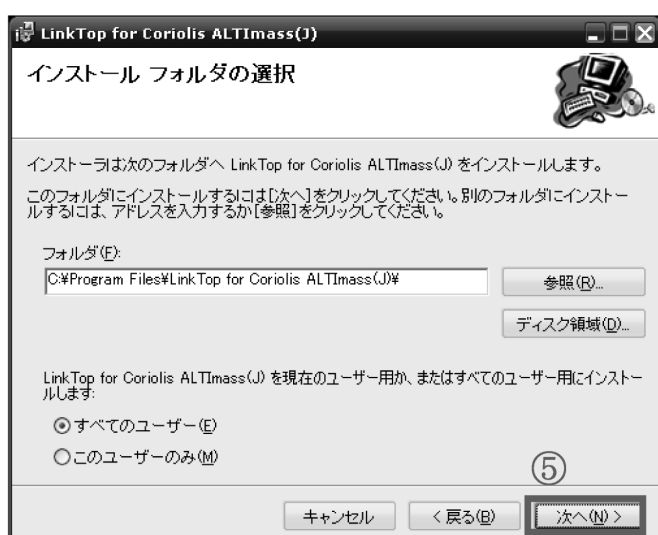 LinkTop for Coriolis ALTImass(J)
インストール フォルダの選択
インストーラは次のフォルダへ LinkTop for Coriolis ALTImass(J) をインストールします。
このフォルダにインストールするには[次へ]をクリックしてください。別のフォルダにインストー
ルするには、アドレスを入力するか[参照]をクリックしてください。
フォルダ(F):
C:¥Program Files¥LinkTop for Coriolis ALTImass(J)¥
参照(R)...
ディスク領域(D)...
LinkTop for Coriolis ALTImass(J) を現在のユーザー用か、またはすべてのユーザー用にインストー
ルします:
すべてのユーザー(E)
このユーザーのみ(M)
⑤
キャンセル
< 戻る(B)
次へ(N) >